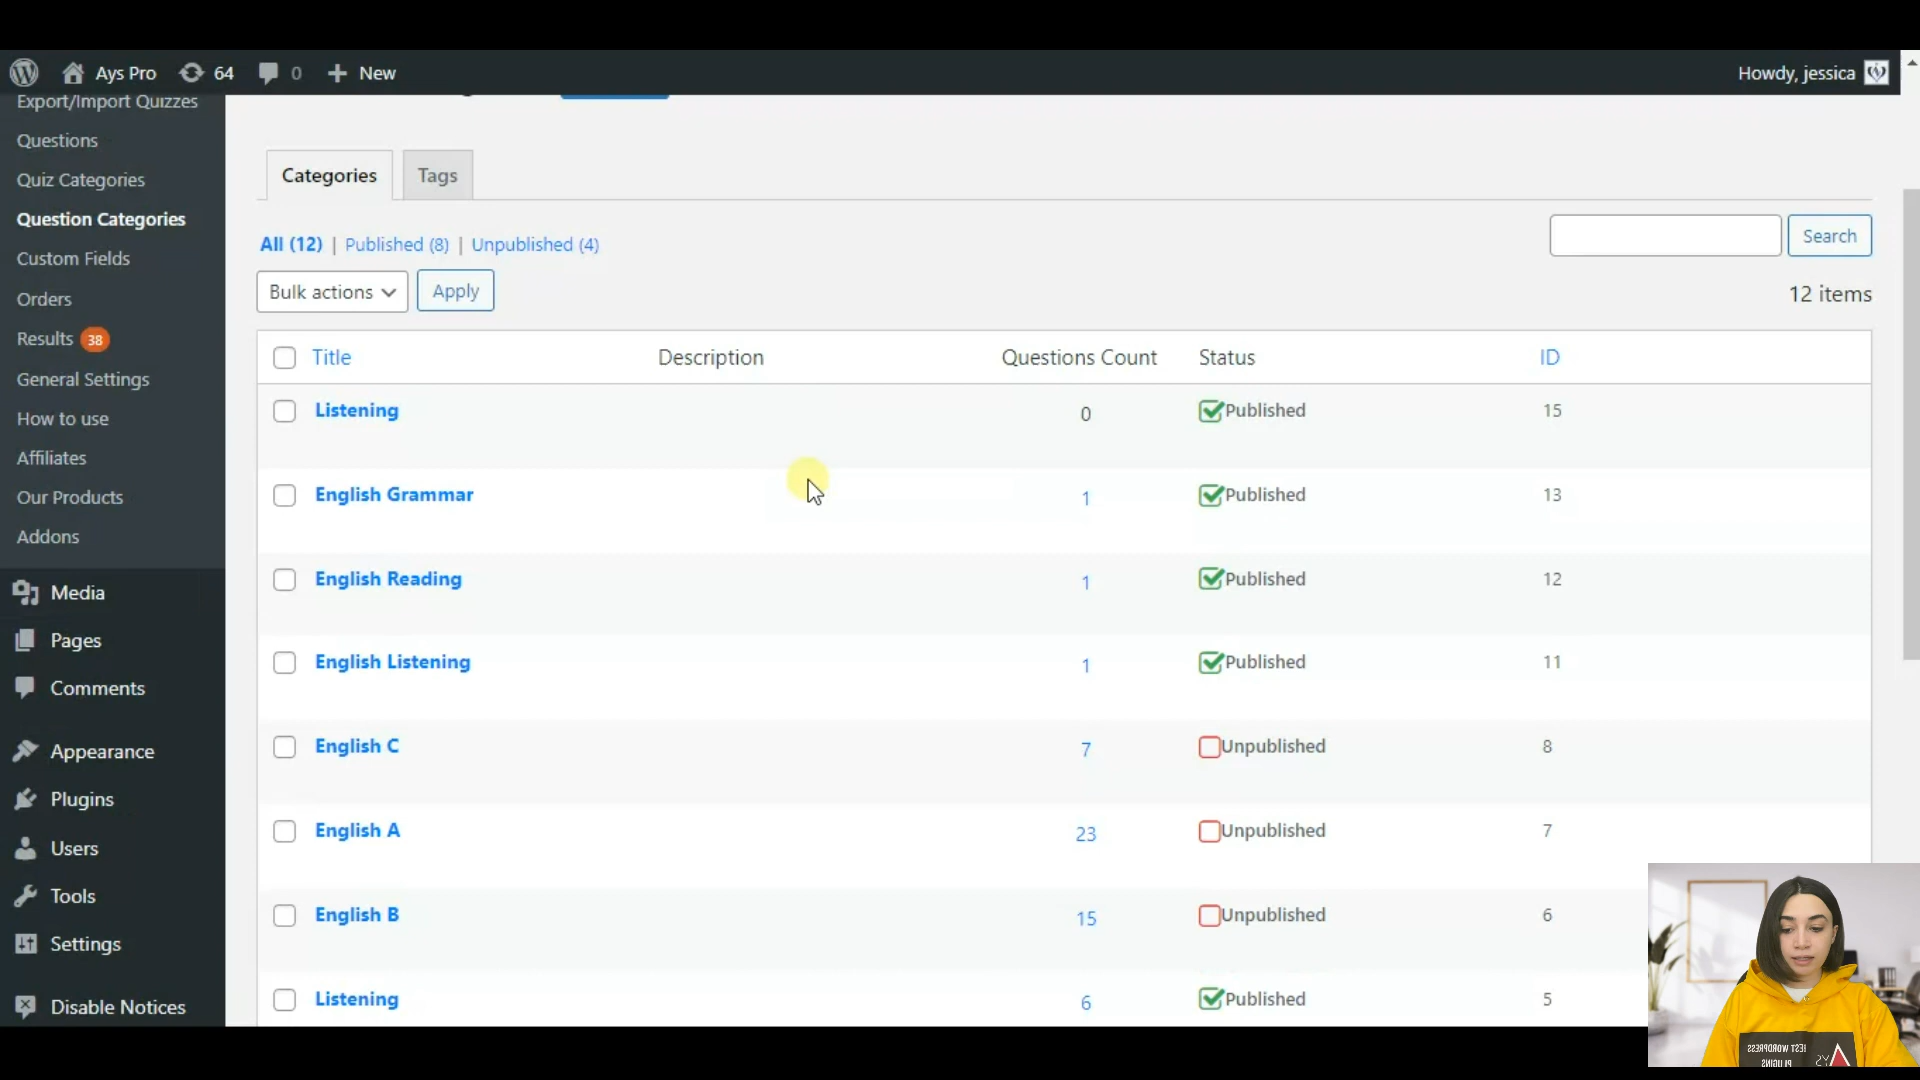 Ays Pro 64 0 New Howdy, jessica
Export/Import Quizzes
Questions
Quiz Categories
Question Categories
Custom Fields
Orders
Results 38
General Settings
How to use
Affiliates
Our Products
Addons
Media
Pages
Comments
Appearance
Plugins
Users
Tools
Settings
Disable Notices
Categories Tags
All (12) | Published (8) | Unpublished (4)
Search
Bulk actions Apply
12 items
Title Description Questions Count Status ID
Listening 0 Published 15
English Grammar 1 Published 13
English Reading 1 Published 12
English Listening 1 Published 11
English C 7 Unpublished 8
English A 23 Unpublished 7
English B 15 Unpublished 6
Listening 6 Published 5